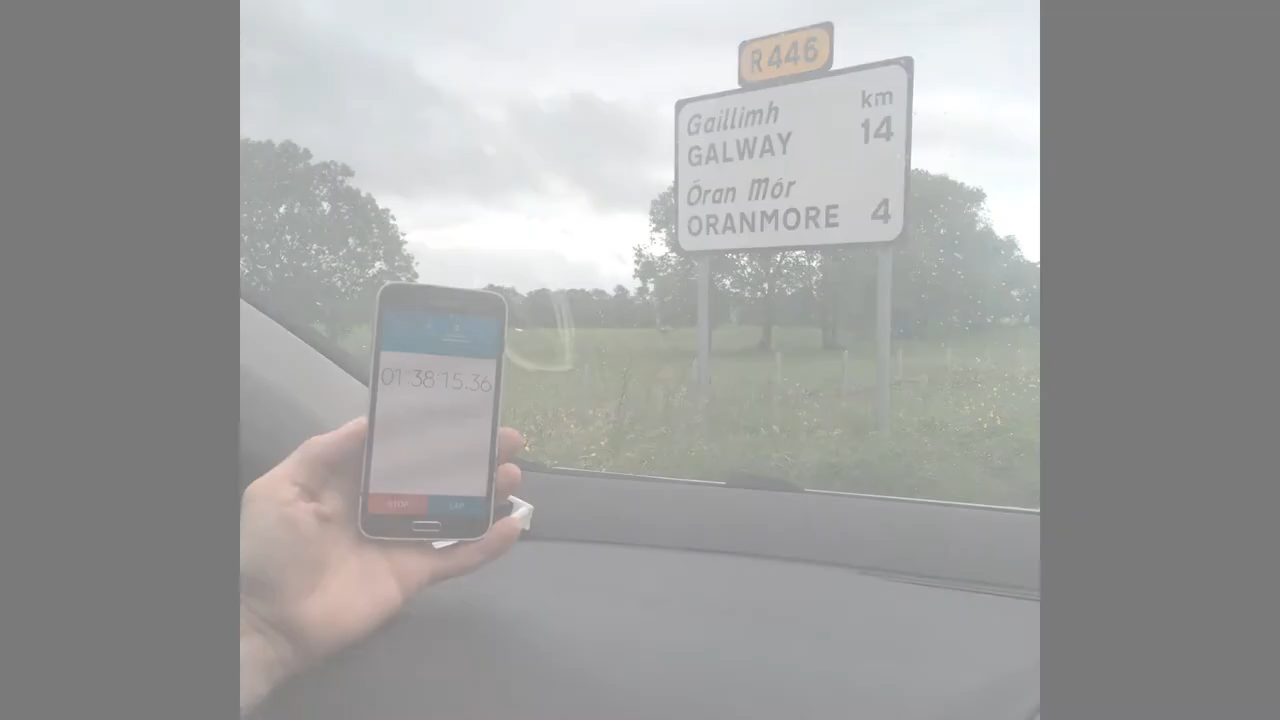 R446
km
Gaillimh
GALWAY 14
Óran Mór
ORANMORE 4
01:38:15.36
STOP LAP